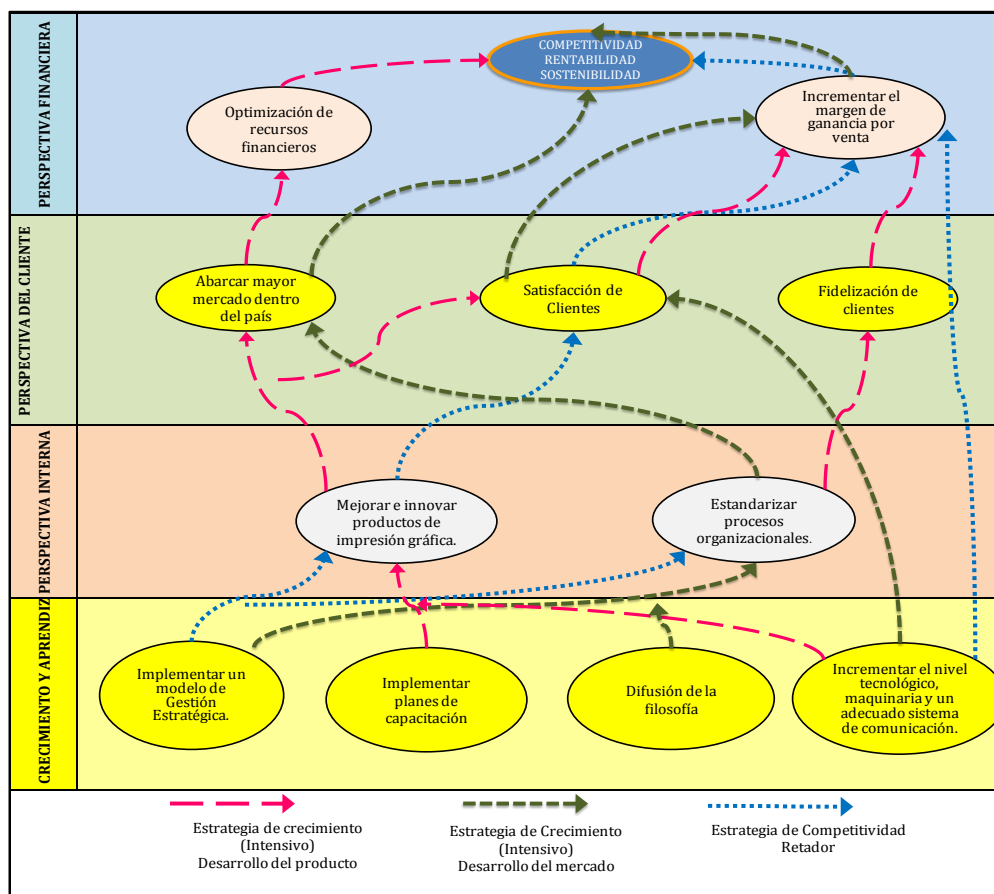 PERSPECTIVA FINANCIERA
COMPETITIVIDAD
RENTABILIDAD
SOSTENIBILIDAD
Optimización de
recursos
financieros
Incrementar el
margen de
ganancia por
venta
PERSPECTIVA DEL CLIENTE
Abarcar mayor
mercado dentro
del país
Satisfacción de
Clientes
Fidelización de
clientes
PERSPECTIVA INTERNA
Mejorar e innovar
productos de
impresión gráfica.
Estandarizar
procesos
organizacionales.
CRECIMIENTO Y APRENDIZ
Implementar un
modelo de
Gestión
Estratégica.
Implementar
planes de
capacitación
Difusión de la
filosofía
Incrementar el nivel
tecnológico,
maquinaria y un
adecuado sistema
de comunicación.
Estrategia de crecimiento
(Intensivo)
Desarrollo del producto
Estrategia de Crecimiento
(Intensivo)
Desarrollo del mercado
Estrategia de Competitividad
Retador